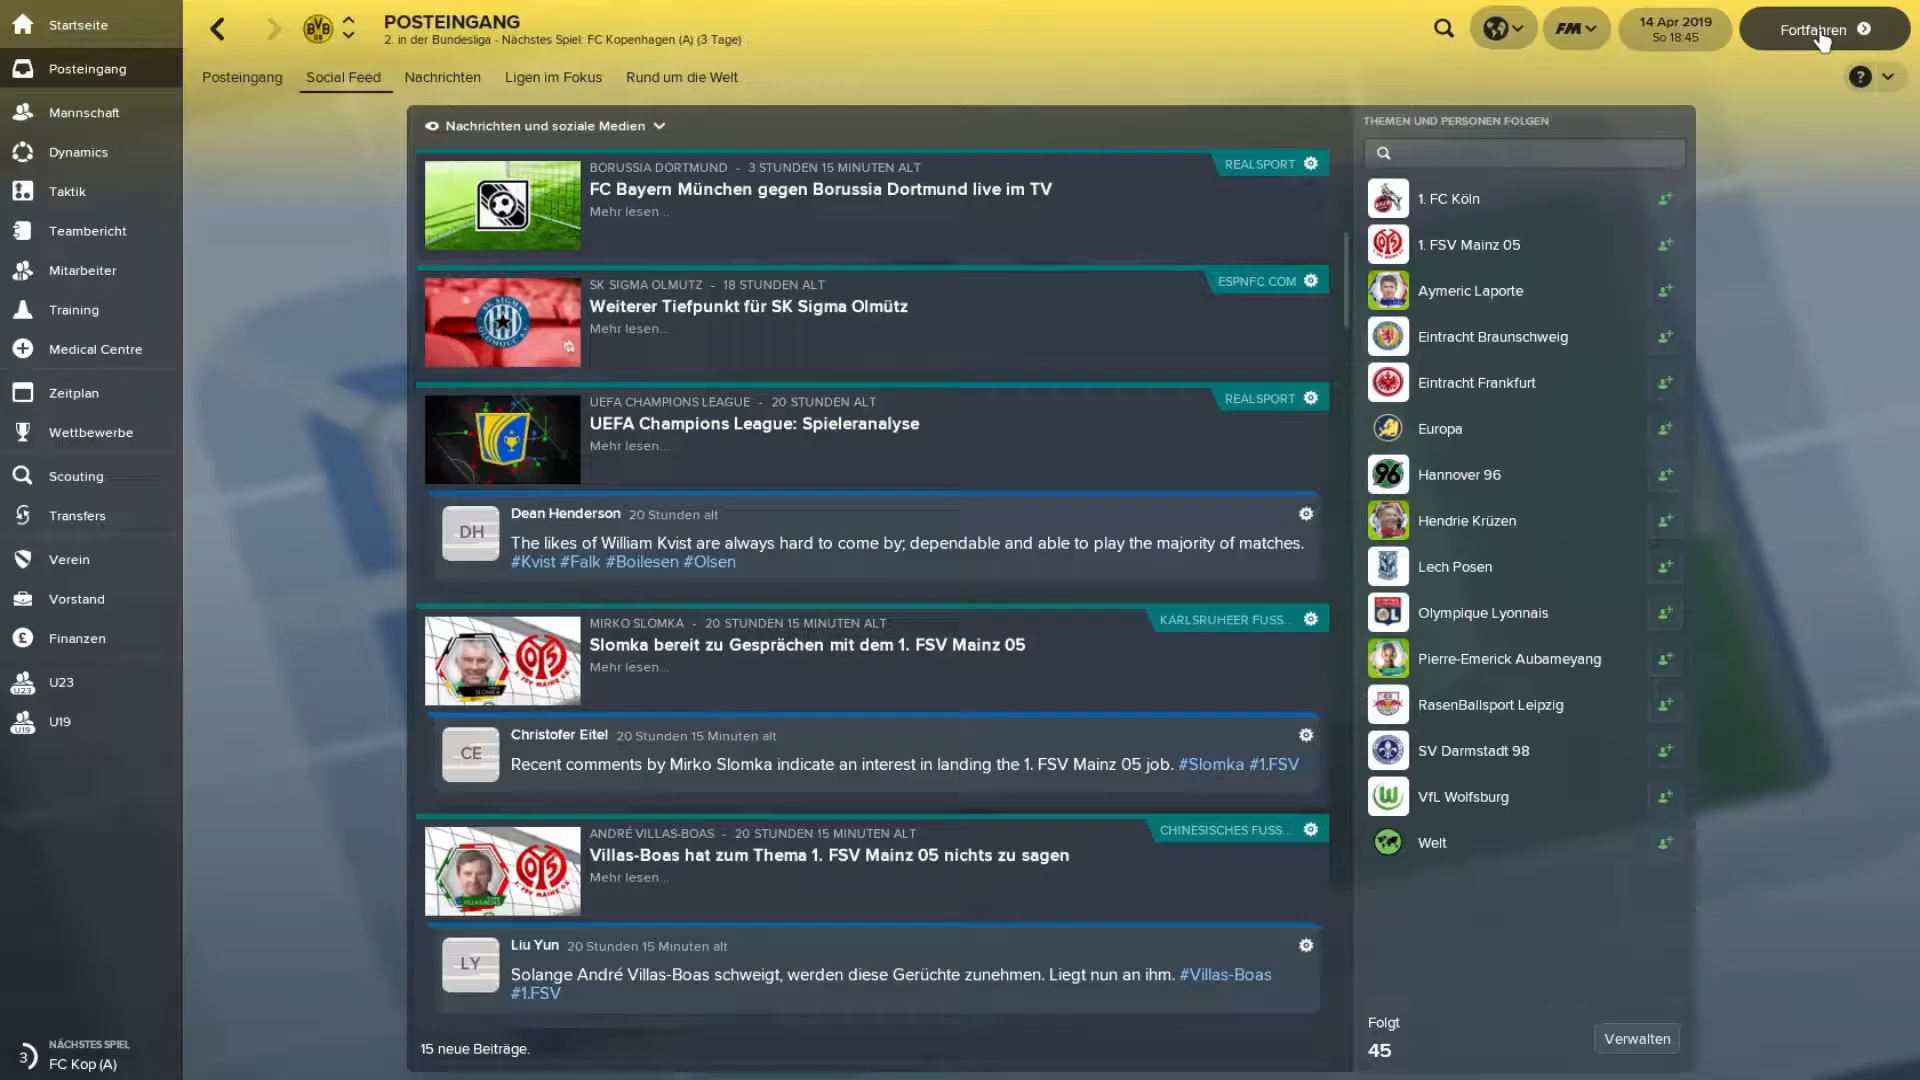 Startseite
Posteingang
Mannschaft
Dynamics
Taktik
Teambericht
Mitarbeiter
Training
Medical Centre
Zeitplan
Wettbewerbe
Scouting
Transfers
Verein
Vorstand
Finanzen
U23
U19
3
NÄCHSTES SPIEL
FC Kop (A)
POSTEINGANG
2. in der Bundesliga - Nächstes Spiel: FC Kopenhagen (A) (3 Tage)
FM
14 Apr 2019
So 18:45
Fortfahren
Posteingang Social Feed Nachrichten Ligen im Fokus Rund um die Welt
?
Nachrichten und soziale Medien
BORUSSIA DORTMUND - 3 STUNDEN 15 MINUTEN ALT
REALSPORT
FC Bayern München gegen Borussia Dortmund live im TV
Mehr lesen...
SK SIGMA OLMÜTZ - 18 STUNDEN ALT
ESPNFC COM
Weiterer Tiefpunkt für SK Sigma Olmütz
Mehr lesen...
UEFA CHAMPIONS LEAGUE - 20 STUNDEN ALT
REALSPORT
UEFA Champions League: Spieleranalyse
Mehr lesen...
DH
Dean Henderson 20 Stunden alt
The likes of William Kvist are always hard to come by; dependable and able to play the majority of matches.
#Kvist #Falk #Boilesen #Olsen
MIRKO SLOMKA - 20 STUNDEN 15 MINUTEN ALT
KARLSRUHER FUSS...
Slomka bereit zu Gesprächen mit dem 1. FSV Mainz 05
Mehr lesen...
CE
Christofer Eitel 20 Stunden 15 Minuten alt
Recent comments by Mirko Slomka indicate an interest in landing the 1. FSV Mainz 05 job. #Slomka #1.FSV
ANDRÉ VILLAS-BOAS - 20 STUNDEN 15 MINUTEN ALT
CHINESISCHES FUSS...
Villas-Boas hat zum Thema 1. FSV Mainz 05 nichts zu sagen
Mehr lesen...
LY
Liu Yun 20 Stunden 15 Minuten alt
Solange André Villas-Boas schweigt, werden diese Gerüchte zunehmen. Liegt nun an ihm. #Villas-Boas
#1.FSV
15 neue Beiträge.
THEMEN UND PERSONEN FOLGEN
1. FC Köln
1. FSV Mainz 05
Aymeric Laporte
Eintracht Braunschweig
Eintracht Frankfurt
Europa
Hannover 96
Hendrie Krüzen
Lech Posen
Olympique Lyonnais
Pierre-Emerick Aubameyang
RasenBallsport Leipzig
SV Darmstadt 98
VfL Wolfsburg
Welt
Folgt
45
Verwalten